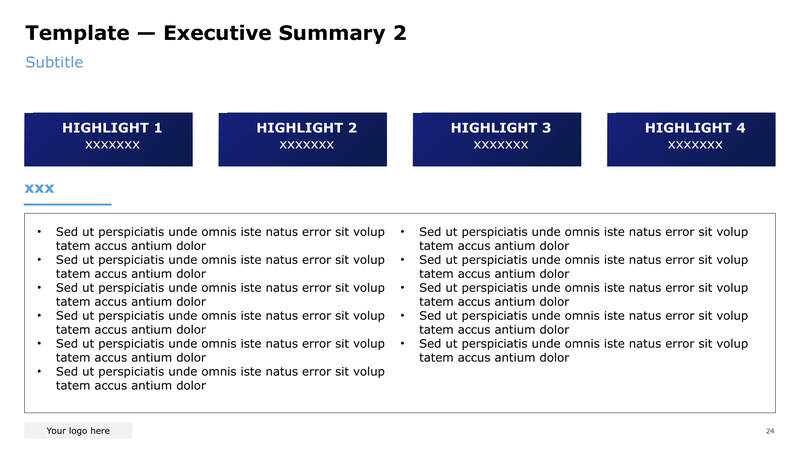 Template — Executive Summary 2
Subtitle
HIGHLIGHT 1
xxxxxxx
HIGHLIGHT 2
xxxxxxx
HIGHLIGHT 3
xxxxxxx
HIGHLIGHT 4
xxxxxxx
xxx
• Sed ut perspiciatis unde omnis iste natus error sit volup
tatem accus antium dolor
• Sed ut perspiciatis unde omnis iste natus error sit volup
tatem accus antium dolor
• Sed ut perspiciatis unde omnis iste natus error sit volup
tatem accus antium dolor
• Sed ut perspiciatis unde omnis iste natus error sit volup
tatem accus antium dolor
• Sed ut perspiciatis unde omnis iste natus error sit volup
tatem accus antium dolor
• Sed ut perspiciatis unde omnis iste natus error sit volup
tatem accus antium dolor
• Sed ut perspiciatis unde omnis iste natus error sit volup
tatem accus antium dolor
• Sed ut perspiciatis unde omnis iste natus error sit volup
tatem accus antium dolor
• Sed ut perspiciatis unde omnis iste natus error sit volup
tatem accus antium dolor
• Sed ut perspiciatis unde omnis iste natus error sit volup
tatem accus antium dolor
• Sed ut perspiciatis unde omnis iste natus error sit volup
tatem accus antium dolor
Your logo here
24